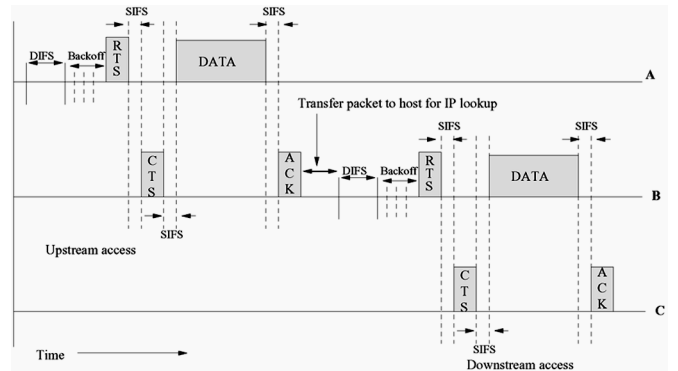 SIFS
SIFS
DIFS
Backoff
RTS
DATA
A
Transfer packet to host for IP lookup
SIFS
SIFS
CTS
ACK
DIFS
Backoff
RTS
DATA
B
SIFS
Upstream access
CTS
ACK
C
SIFS
Time
Downstream access